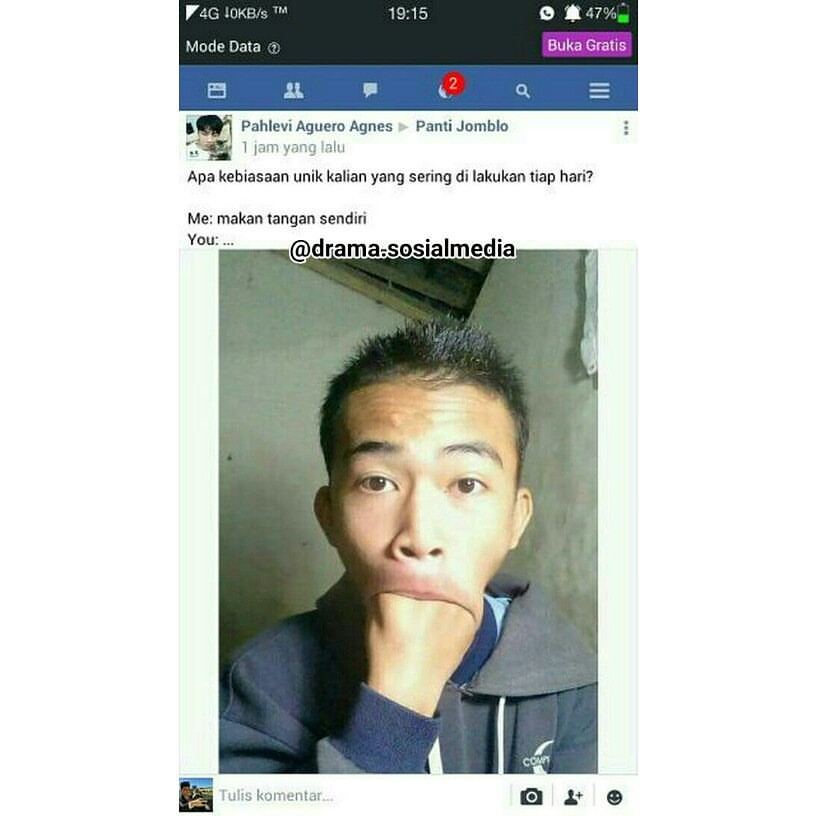 4G ↓0KB/s ™ 19:15 47%
Mode Data ? Buka Gratis
2
Pahlevi Aguero Agnes ▶ Panti Jomblo
1 jam yang lalu
Apa kebiasaan unik kalian yang sering di lakukan tiap hari?
Me: makan tangan sendiri
You: ...
@drama.sosialmedia
Tulis komentar...